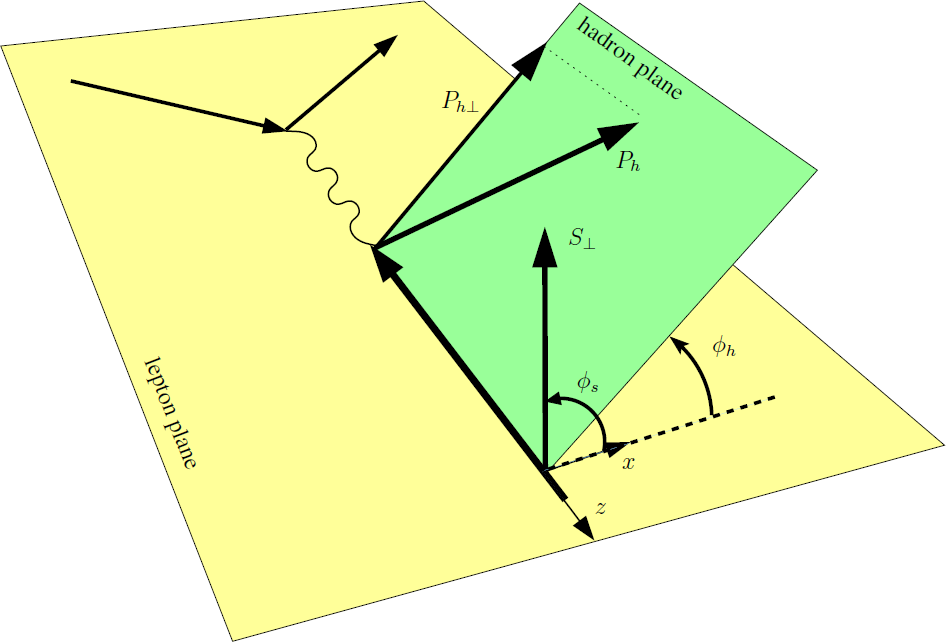 hadron plane
P_{h⊥}
P_h
S_⊥
ϕ_h
ϕ_s
lepton plane
x
z